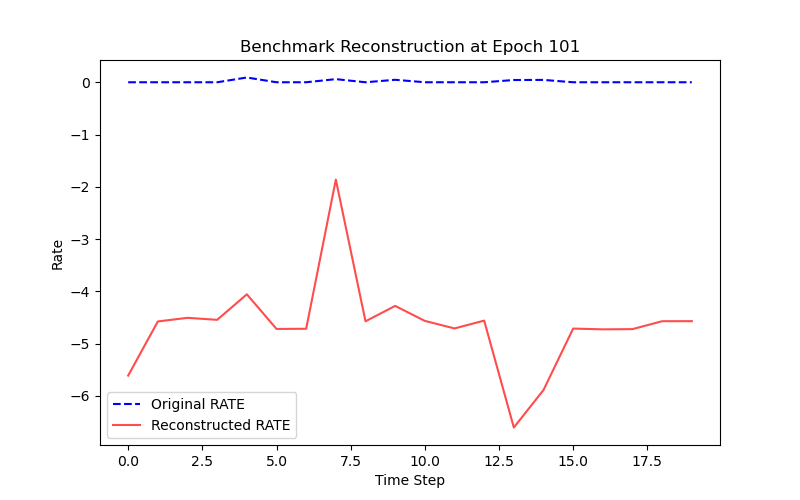 Benchmark Reconstruction at Epoch 101
0
−1
−2
−3
−4
−5
−6
Rate
Original RATE
Reconstructed RATE
0.0 2.5 5.0 7.5 10.0 12.5 15.0 17.5
Time Step